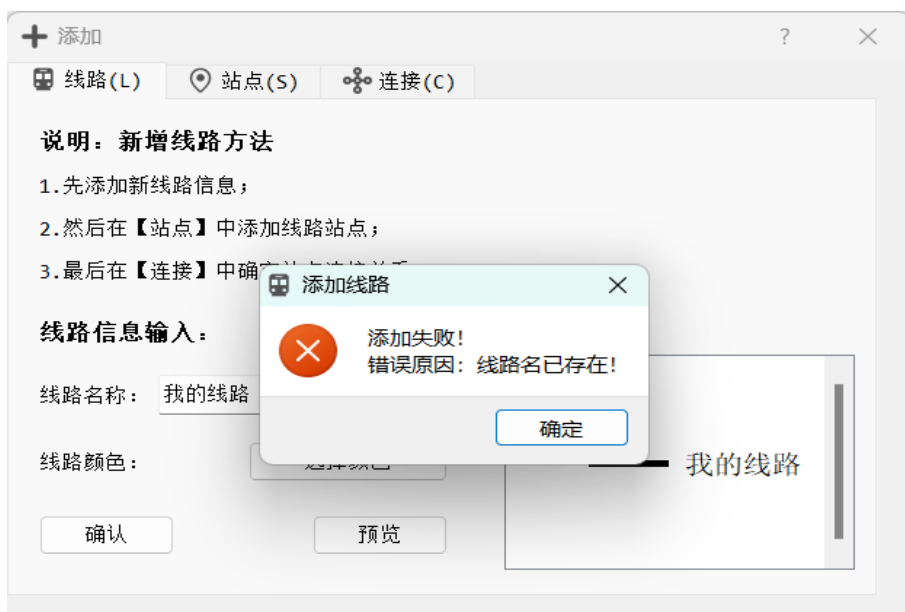 添加
?
线路(L) 站点(S) 连接(C)
说明：新增线路方法
1.先添加新线路信息；
2.然后在【站点】中添加线路站点；
3.最后在【连接】中确
添加线路
添加失败！
错误原因：线路名已存在！
确定
线路信息输入：
线路名称： 我的线路
线路颜色： 选择颜色
我的线路
确认 预览